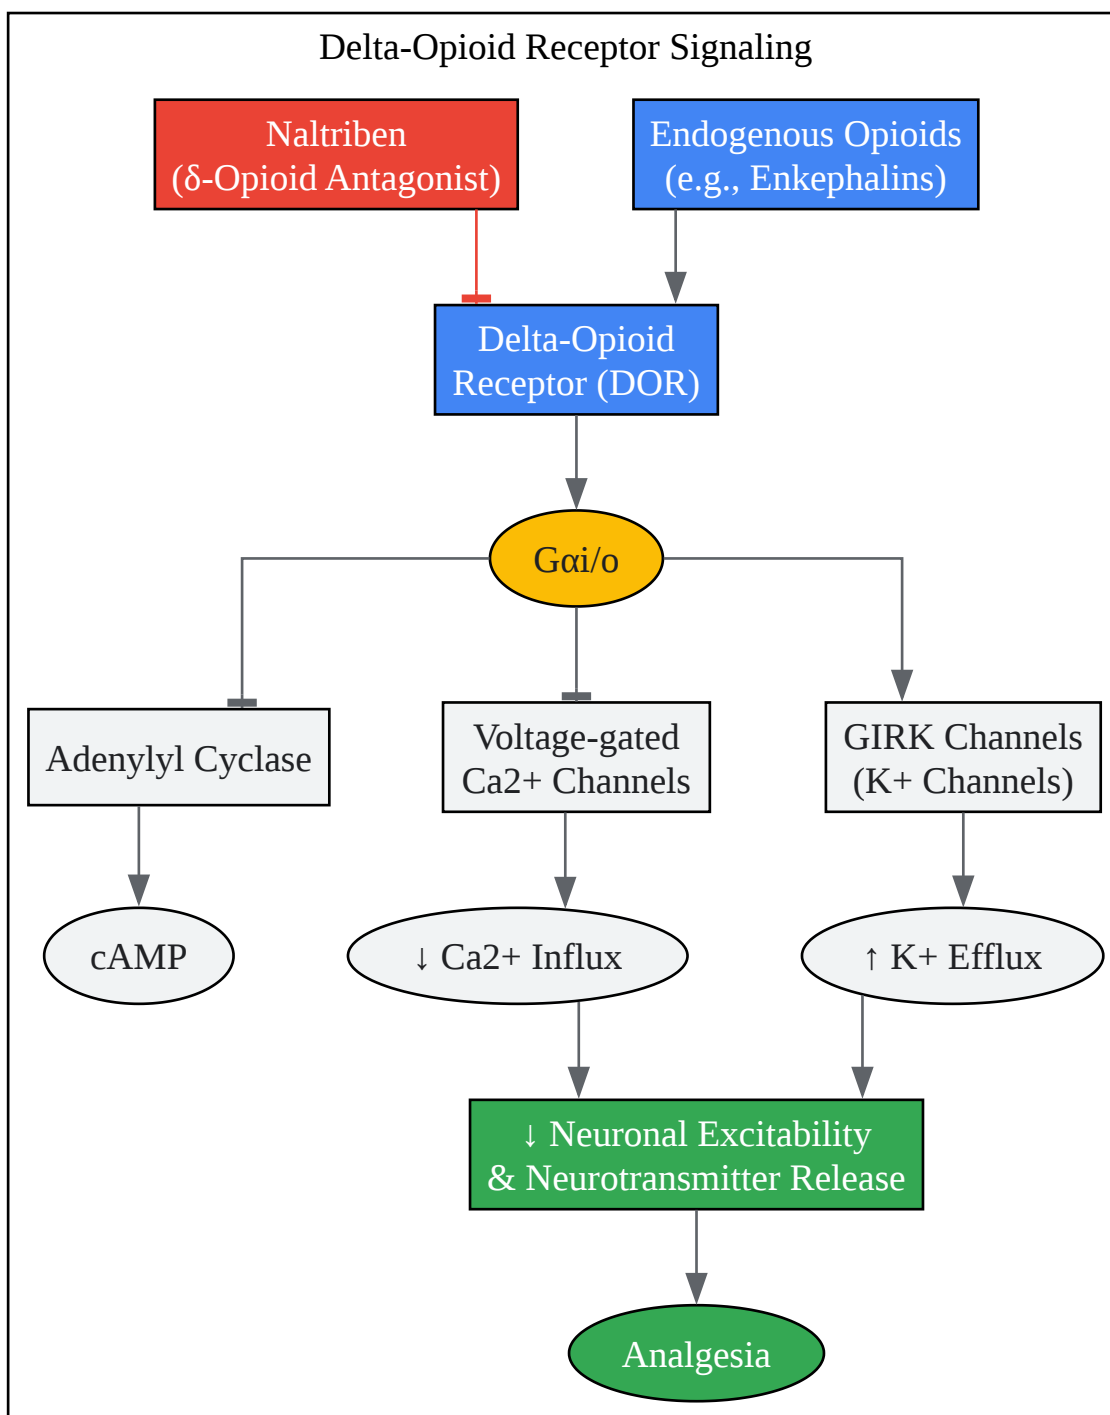 Delta-Opioid Receptor Signaling
Naltriben
(δ-Opioid Antagonist)
Endogenous Opioids
(e.g., Enkephalins)
Delta-Opioid
Receptor (DOR)
Gαi/o
Adenylyl Cyclase
Voltage-gated
Ca2+ Channels
GIRK Channels
(K+ Channels)
cAMP
↓ Ca2+ Influx
↑ K+ Efflux
↓ Neuronal Excitability
& Neurotransmitter Release
Analgesia